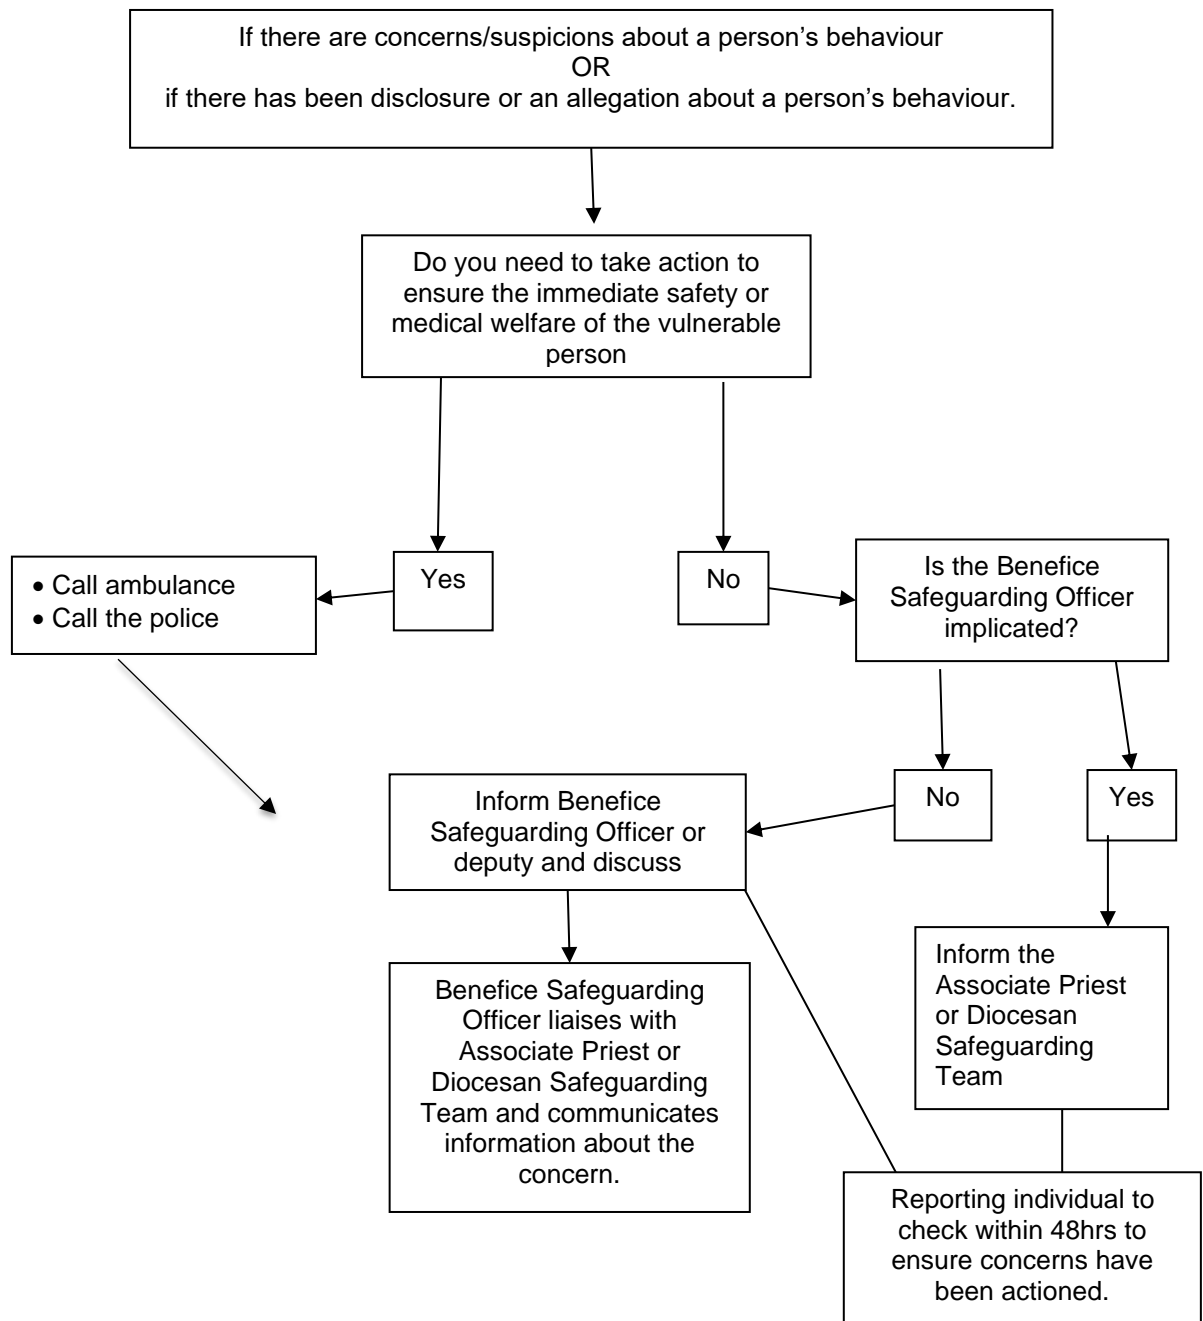 If there are concerns/suspicions about a person’s behaviour
OR
if there has been disclosure or an allegation about a person’s behaviour.
Do you need to take action to
ensure the immediate safety or
medical welfare of the vulnerable
person
• Call ambulance
• Call the police
Yes
No
Is the Benefice
Safeguarding Officer
implicated?
Inform Benefice
Safeguarding Officer or
deputy and discuss
No
Yes
Benefice Safeguarding
Officer liaises with
Associate Priest or
Diocesan Safeguarding
Team and communicates
information about the
concern.
Inform the
Associate Priest
or Diocesan
Safeguarding
Team
Reporting individual to
check within 48hrs to
ensure concerns have
been actioned.